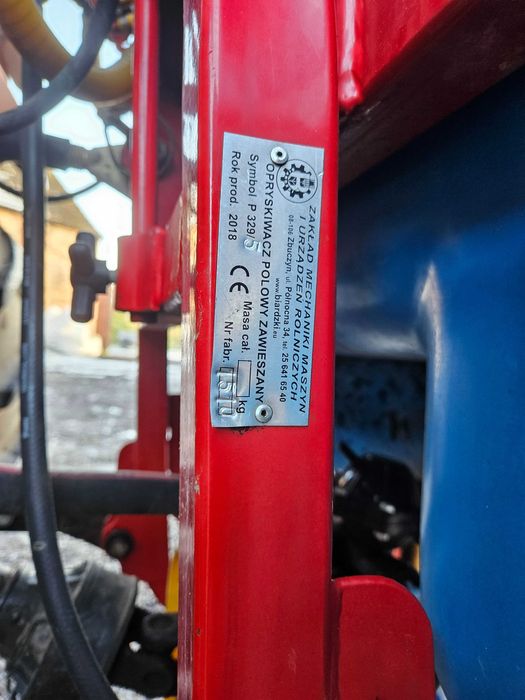 ZAKŁAD MECHANIKI MASZYN
I URZĄDZEŃ ROLNICZYCH
08-106 Zbuczyn, ul. Północna 34, tel. 25 641 65 40
www.biardzki.eu
OPRYSKIWACZ POLOWY ZAWIESZANY
Symbol P 329/5
Masa cał. kg
Rok prod. 2018 CE
Nr fabr.